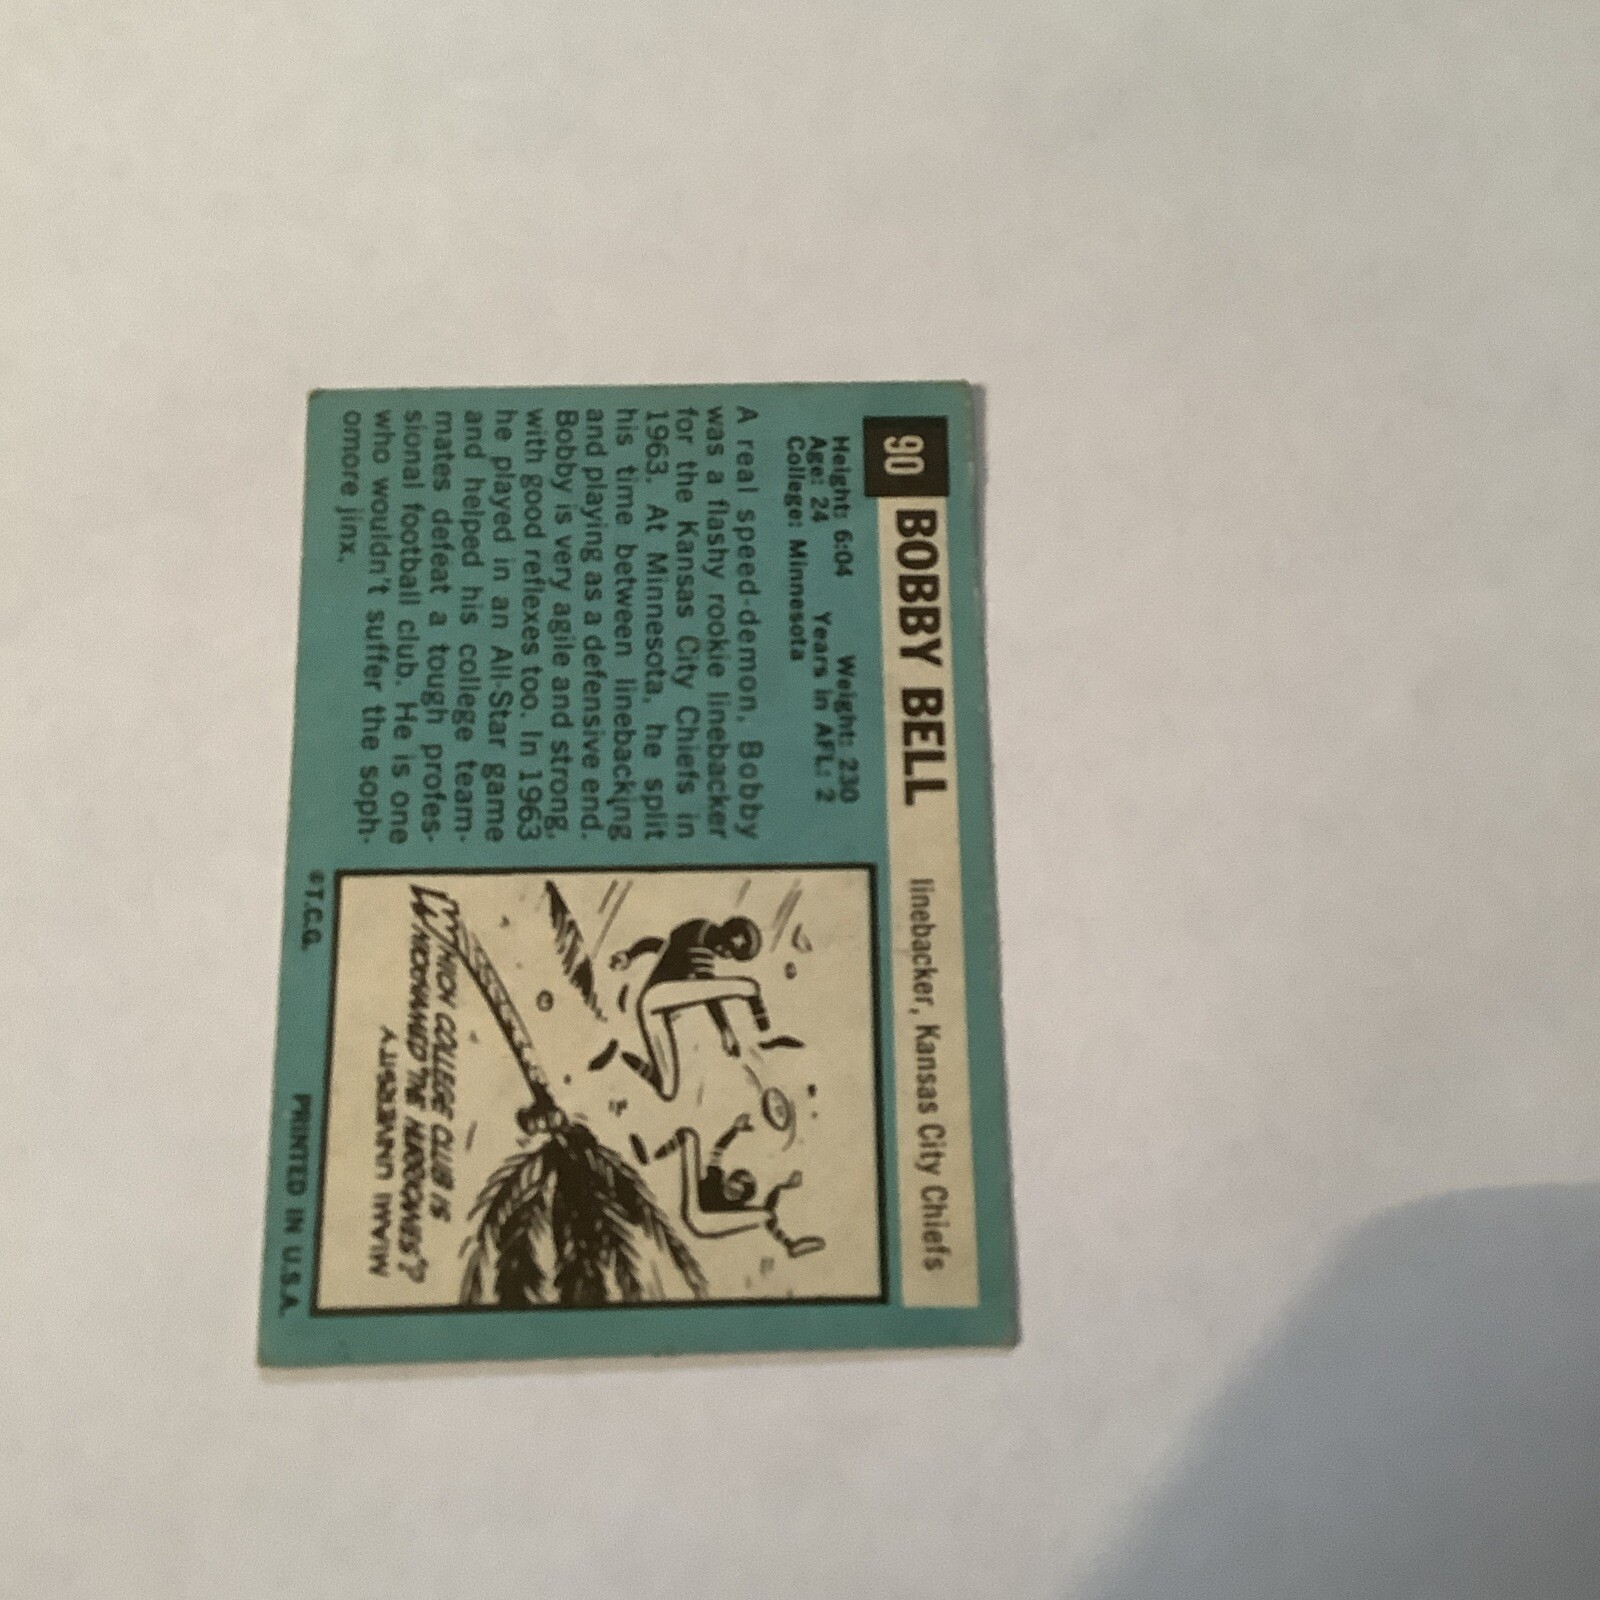 90 BOBBY BELL linebacker, Kansas City Chiefs
Height: 6:04 Weight: 230
Age: 24 Years in AFL: 2
College: Minnesota
A real speed-demon, Bobby
was a flashy rookie linebacker
for the Kansas City Chiefs in
1963. At Minnesota, he split
his time between linebacking
and playing as a defensive end.
Bobby is very agile and strong,
with good reflexes too. In 1963
he played in an All-Star game
and helped his college team-
mates defeat a tough profes-
sional football club. He is one
who wouldn't suffer the soph-
omore jinx.
WHICH COLLEGE CLUB IS
NICKNAMED THE HURRICANES?
MIAMI UNIVERSITY
©T.C.G. PRINTED IN U.S.A.